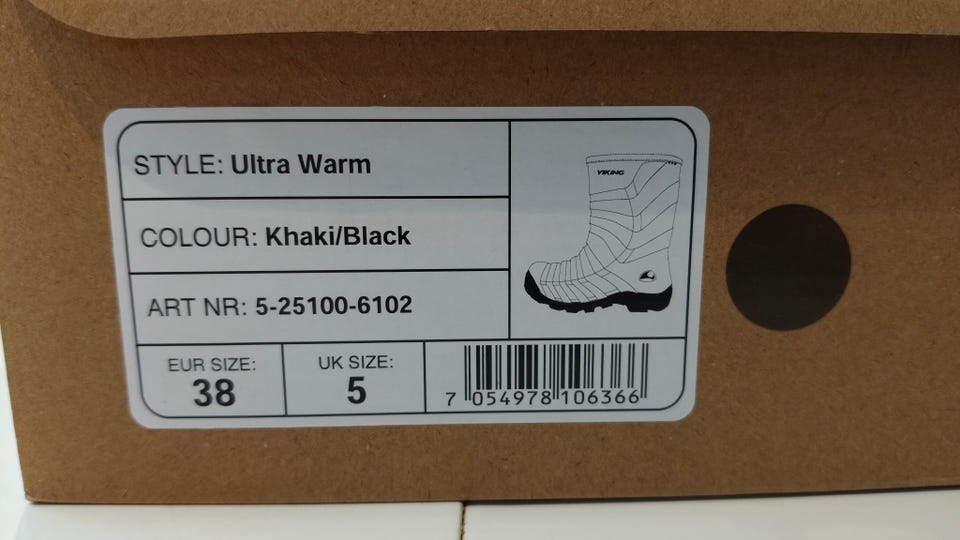 STYLE: Ultra Warm
COLOUR: Khaki/Black
ART NR: 5-25100-6102
VIKING
EUR SIZE:
38
UK SIZE:
5
7 054978 106366